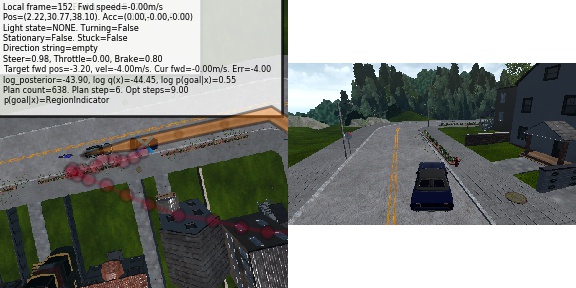 Local frame=152. Fwd speed=-0.00m/s
Pos=(2.22,30.77,38.10). Acc=(0.00,-0.00,-0.00)
Light state=NONE. Turning=False
Stationary=False. Stuck=False
Direction string=empty
Steer=0.98, Throttle=0.00, Brake=0.80
Target fwd pos=-3.20, vel=-4.00m/s. Cur fwd=-0.00m/s. Err=-4.00
log_posterior=-43.90, log q(x)=-44.45, log p(goal|x)=0.55
Plan count=638. Plan step=6. Opt steps=9.00
p(goal|x)=RegionIndicator